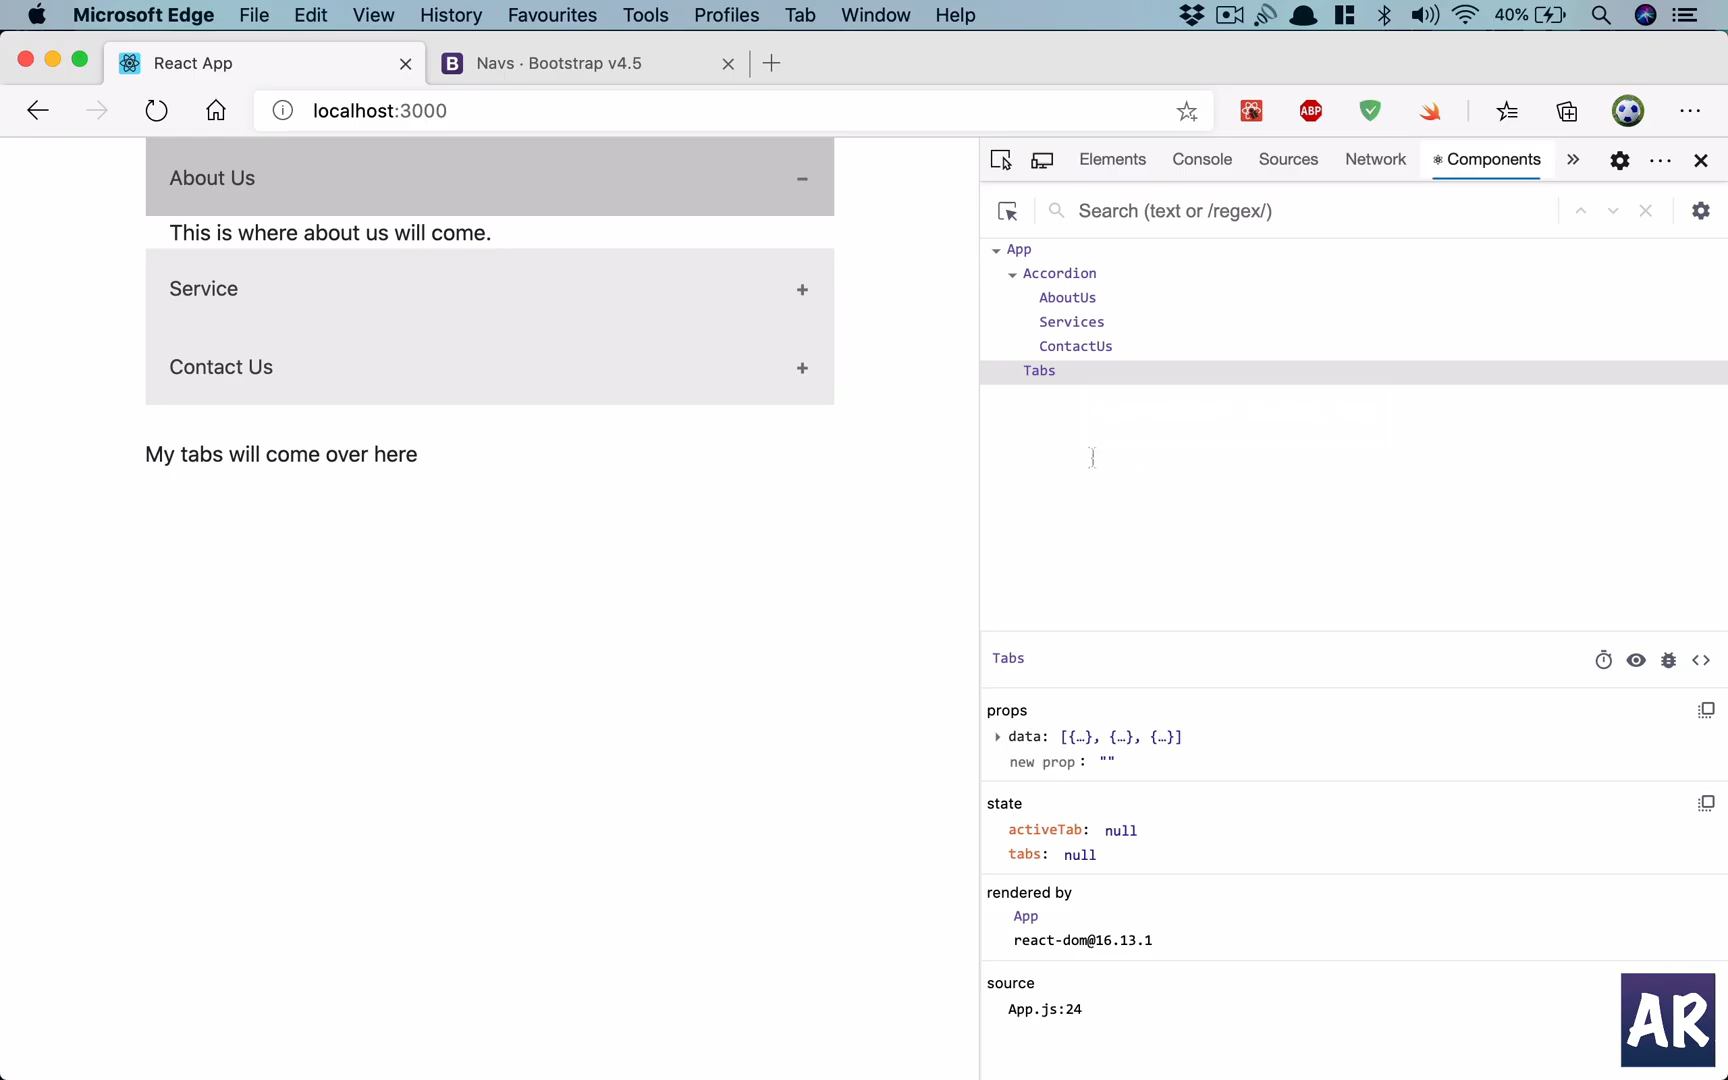 Microsoft Edge File Edit View History Favourites Tools Profiles Tab Window Help 40%
React App
B Navs · Bootstrap v4.5
localhost:3000
ABP
Elements Console Sources Network Components
Search (text or /regex/)
About Us −
This is where about us will come.
Service +
Contact Us +
My tabs will come over here
App
Accordion
AboutUs
Services
ContactUs
Tabs
Tabs
props
data: [{…}, {…}, {…}]
new prop : ""
state
activeTab: null
tabs: null
rendered by
App
react-dom@16.13.1
source
App.js:24
AR